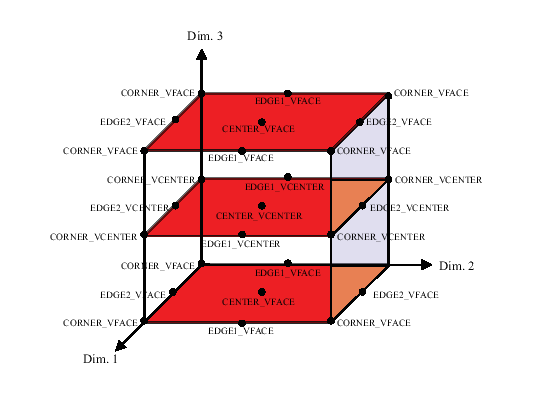 Dim. 3
CORNER_VFACE
CORNER_VFACE
EDGE1_VFACE
EDGE2_VFACE
EDGE2_VFACE
CENTER_VFACE
CORNER_VFACE
EDGE1_VFACE
CORNER_VFACE
CORNER_VCENTER
CORNER_VCENTER
EDGE1_VCENTER
EDGE2_VCENTER
EDGE2_VCENTER
CENTER_VCENTER
CORNER_VCENTER
EDGE1_VCENTER
CORNER_VCENTER
CORNER_VFACE
EDGE1_VFACE
Dim. 2
EDGE2_VFACE
EDGE2_VFACE
CENTER_VFACE
CORNER_VFACE
EDGE1_VFACE
CORNER_VFACE
Dim. 1